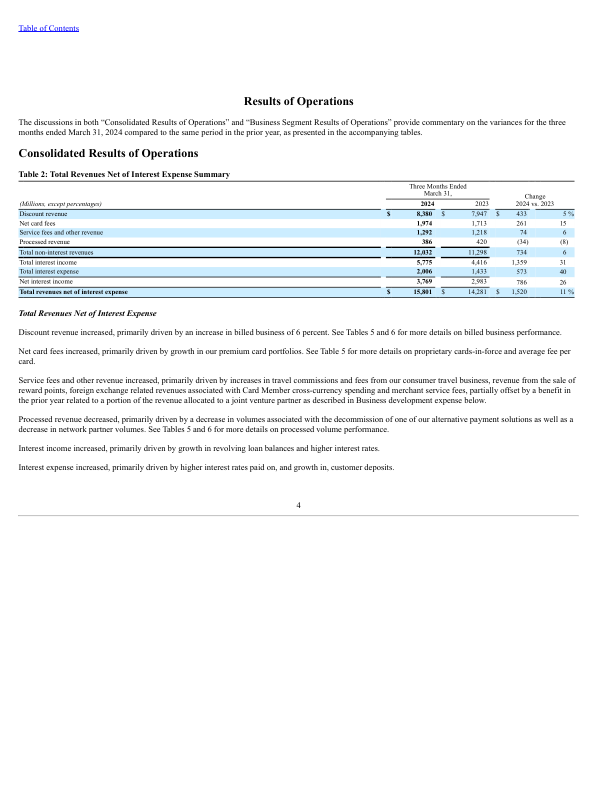 Table of Contents
Results of Operations
The discussions in both “Consolidated Results of Operations” and “Business Segment Results of Operations” provide commentary on the variances for the three
months ended March 31, 2024 compared to the same period in the prior year, as presented in the accompanying tables.
Consolidated Results of Operations
Table 2: Total Revenues Net of Interest Expense Summary
Three Months Ended
March 31,
Change
2024 vs. 2023
(Millions, except percentages) 2024 2023
Discount revenue $ 8,380 $ 7,947 $ 433 5 %
Net card fees 1,974 1,713 261 15
Service fees and other revenue 1,292 1,218 74 6
Processed revenue 386 420 (34) (8)
Total non-interest revenues 12,032 11,298 734 6
Total interest income 5,775 4,416 1,359 31
Total interest expense 2,006 1,433 573 40
Net interest income 3,769 2,983 786 26
Total revenues net of interest expense $ 15,801 $ 14,281 $ 1,520 11 %
Total Revenues Net of Interest Expense
Discount revenue increased, primarily driven by an increase in billed business of 6 percent. See Tables 5 and 6 for more details on billed business performance.
Net card fees increased, primarily driven by growth in our premium card portfolios. See Table 5 for more details on proprietary cards-in-force and average fee per
card.
Service fees and other revenue increased, primarily driven by increases in travel commissions and fees from our consumer travel business, revenue from the sale of
reward points, foreign exchange related revenues associated with Card Member cross-currency spending and merchant service fees, partially offset by a benefit in
the prior year related to a portion of the revenue allocated to a joint venture partner as described in Business development expense below.
Processed revenue decreased, primarily driven by a decrease in volumes associated with the decommission of one of our alternative payment solutions as well as a
decrease in network partner volumes. See Tables 5 and 6 for more details on processed volume performance.
Interest income increased, primarily driven by growth in revolving loan balances and higher interest rates.
Interest expense increased, primarily driven by higher interest rates paid on, and growth in, customer deposits.
4